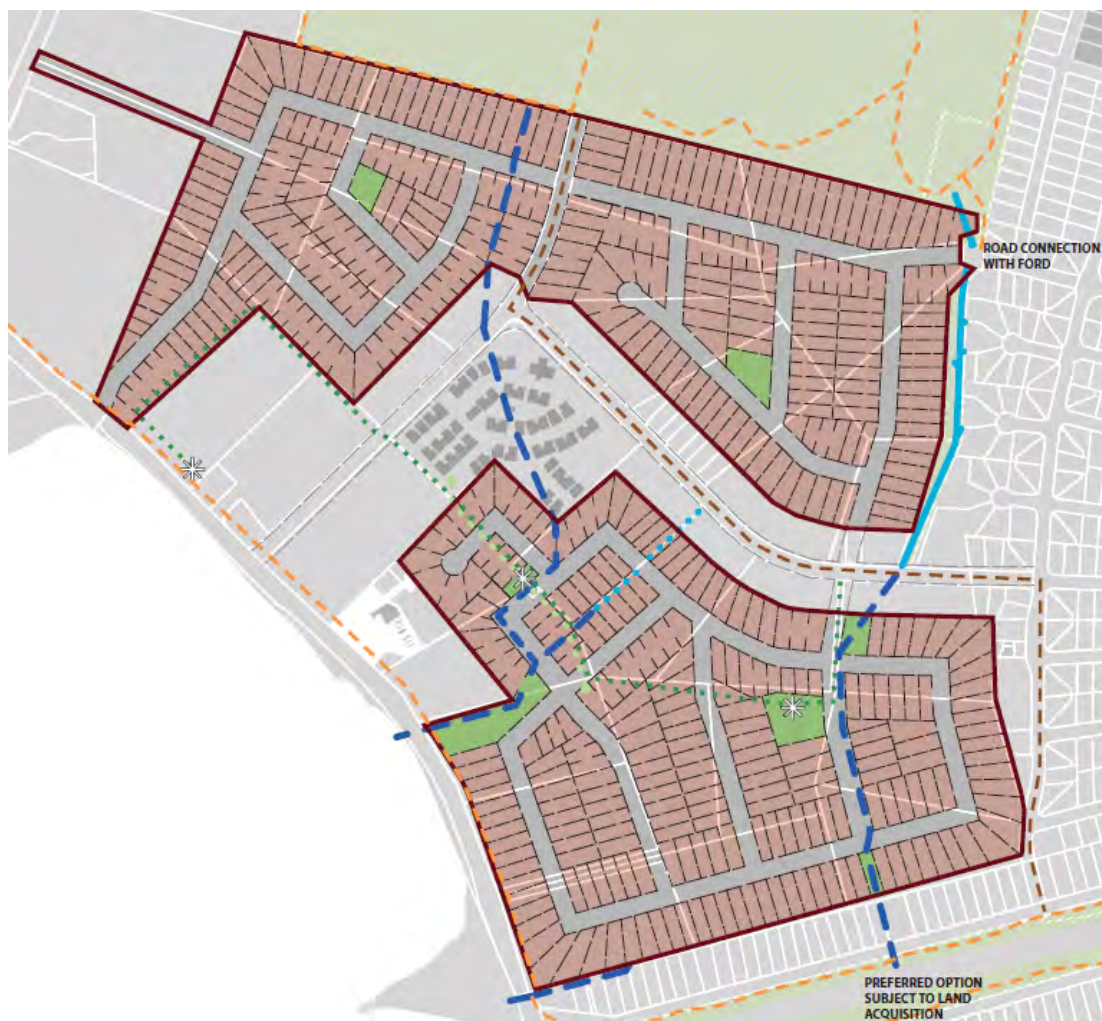 ROAD CONNECTION
WITH FORD
PREFERRED OPTION
SUBJECT TO LAND
ACQUISITION